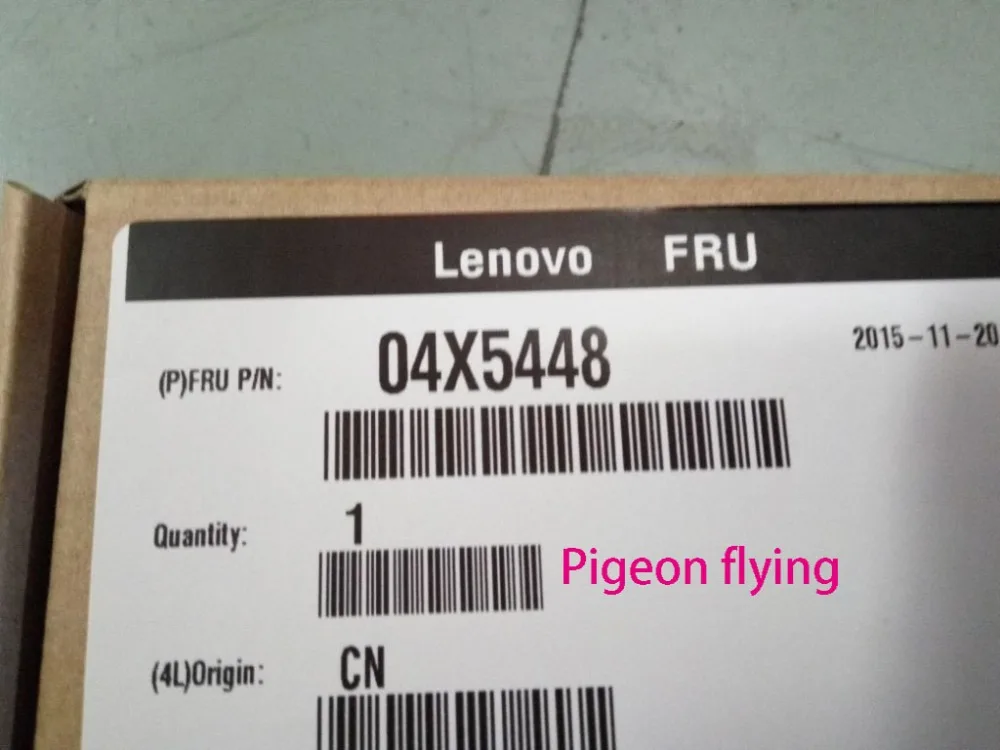 Lenovo FRU
2015-11-20
(P)FRU P/N: 04X5448
Quantity: 1
Pigeon flying
(4L)Origin: CN